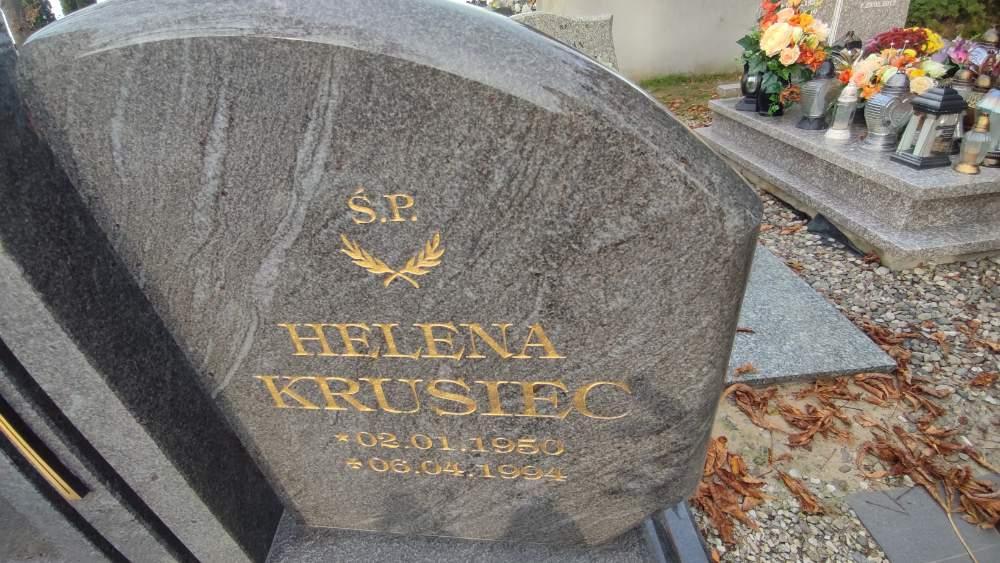 Ś.P.
HELENA
KRUSIEC
*02.01.1950
*06.04.1994